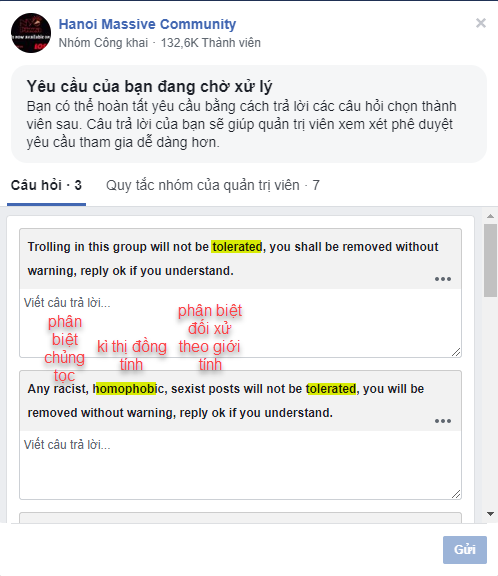 Hanoi Massive Community
Nhóm Công khai · 132,6K Thành viên
Yêu cầu của bạn đang chờ xử lý
Bạn có thể hoàn tất yêu cầu bằng cách trả lời các câu hỏi chọn thành
viên sau. Câu trả lời của bạn sẽ giúp quản trị viên xem xét phê duyệt
yêu cầu tham gia dễ dàng hơn.
Câu hỏi · 3
Quy tắc nhóm của quản trị viên · 7
Trolling in this group will not be tolerated, you shall be removed without
warning, reply ok if you understand.
Viết câu trả lời...
phân
biệt
chủng
tọc
kì thị đồng
tính
phân biệt
đối xử
theo giới
tính
Any racist, homophobic, sexist posts will not be tolerated, you will be
removed without warning, reply ok if you understand.
Viết câu trả lời...
Gửi